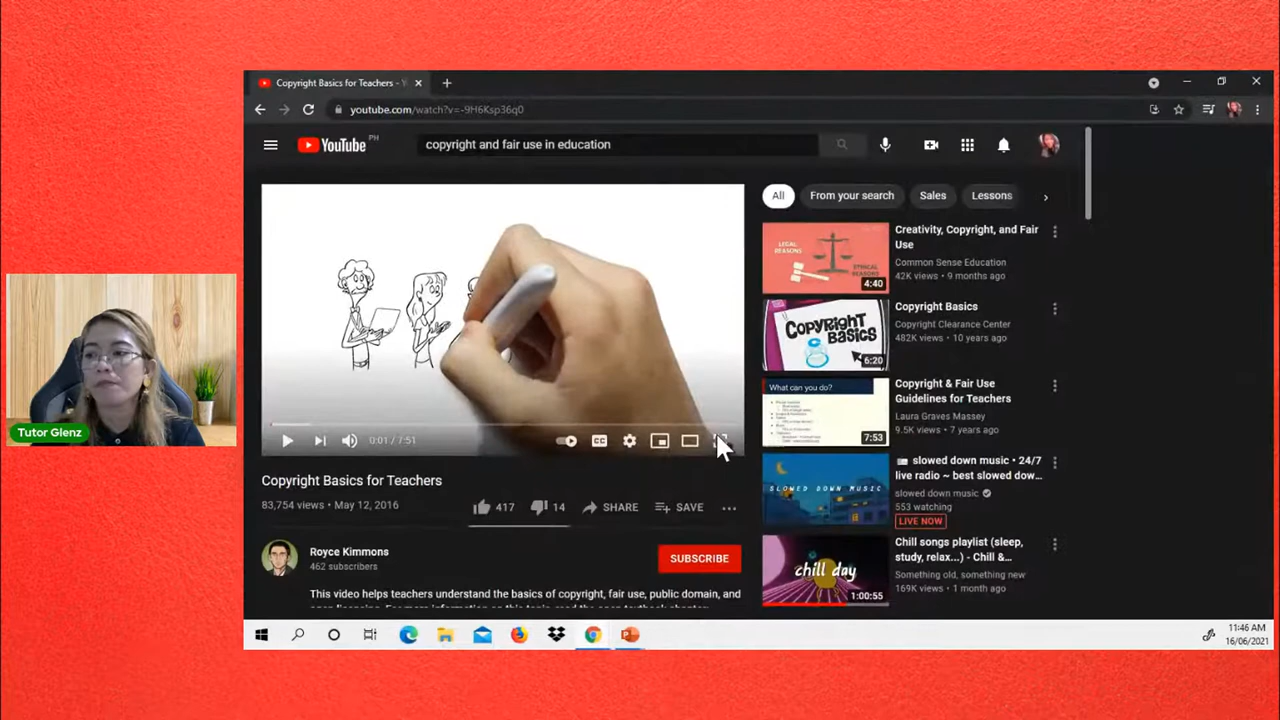 Copyright Basics for Teachers - Y
youtube.com/watch?v=-9H6Ksp36q0
YouTube PH
copyright and fair use in education
All
From your search
Sales
Lessons
LEGAL REASONS
ETHICAL REASONS
4:40
Creativity, Copyright, and Fair
Use
Common Sense Education
42K views • 9 months ago
COPYRIGHT
BASICS
6:20
Copyright Basics
Copyright Clearance Center
482K views • 10 years ago
What can you do?
7:53
Copyright & Fair Use
Guidelines for Teachers
Laura Graves Massey
9.5K views • 7 years ago
SLOWED DOWN MUSIC
slowed down music • 24/7
live radio ~ best slowed dow...
slowed down music
553 watching
LIVE NOW
chill day
1:00:55
Chill songs playlist (sleep,
study, relax...) - Chill &...
Something old, something new
169K views • 1 month ago
0:01 / 7:51
CC
Copyright Basics for Teachers
83,754 views • May 12, 2016
417
14
SHARE
SAVE
Royce Kimmons
462 subscribers
SUBSCRIBE
This video helps teachers understand the basics of copyright, fair use, public domain, and
Tutor Glenz
11:46 AM
16/06/2021